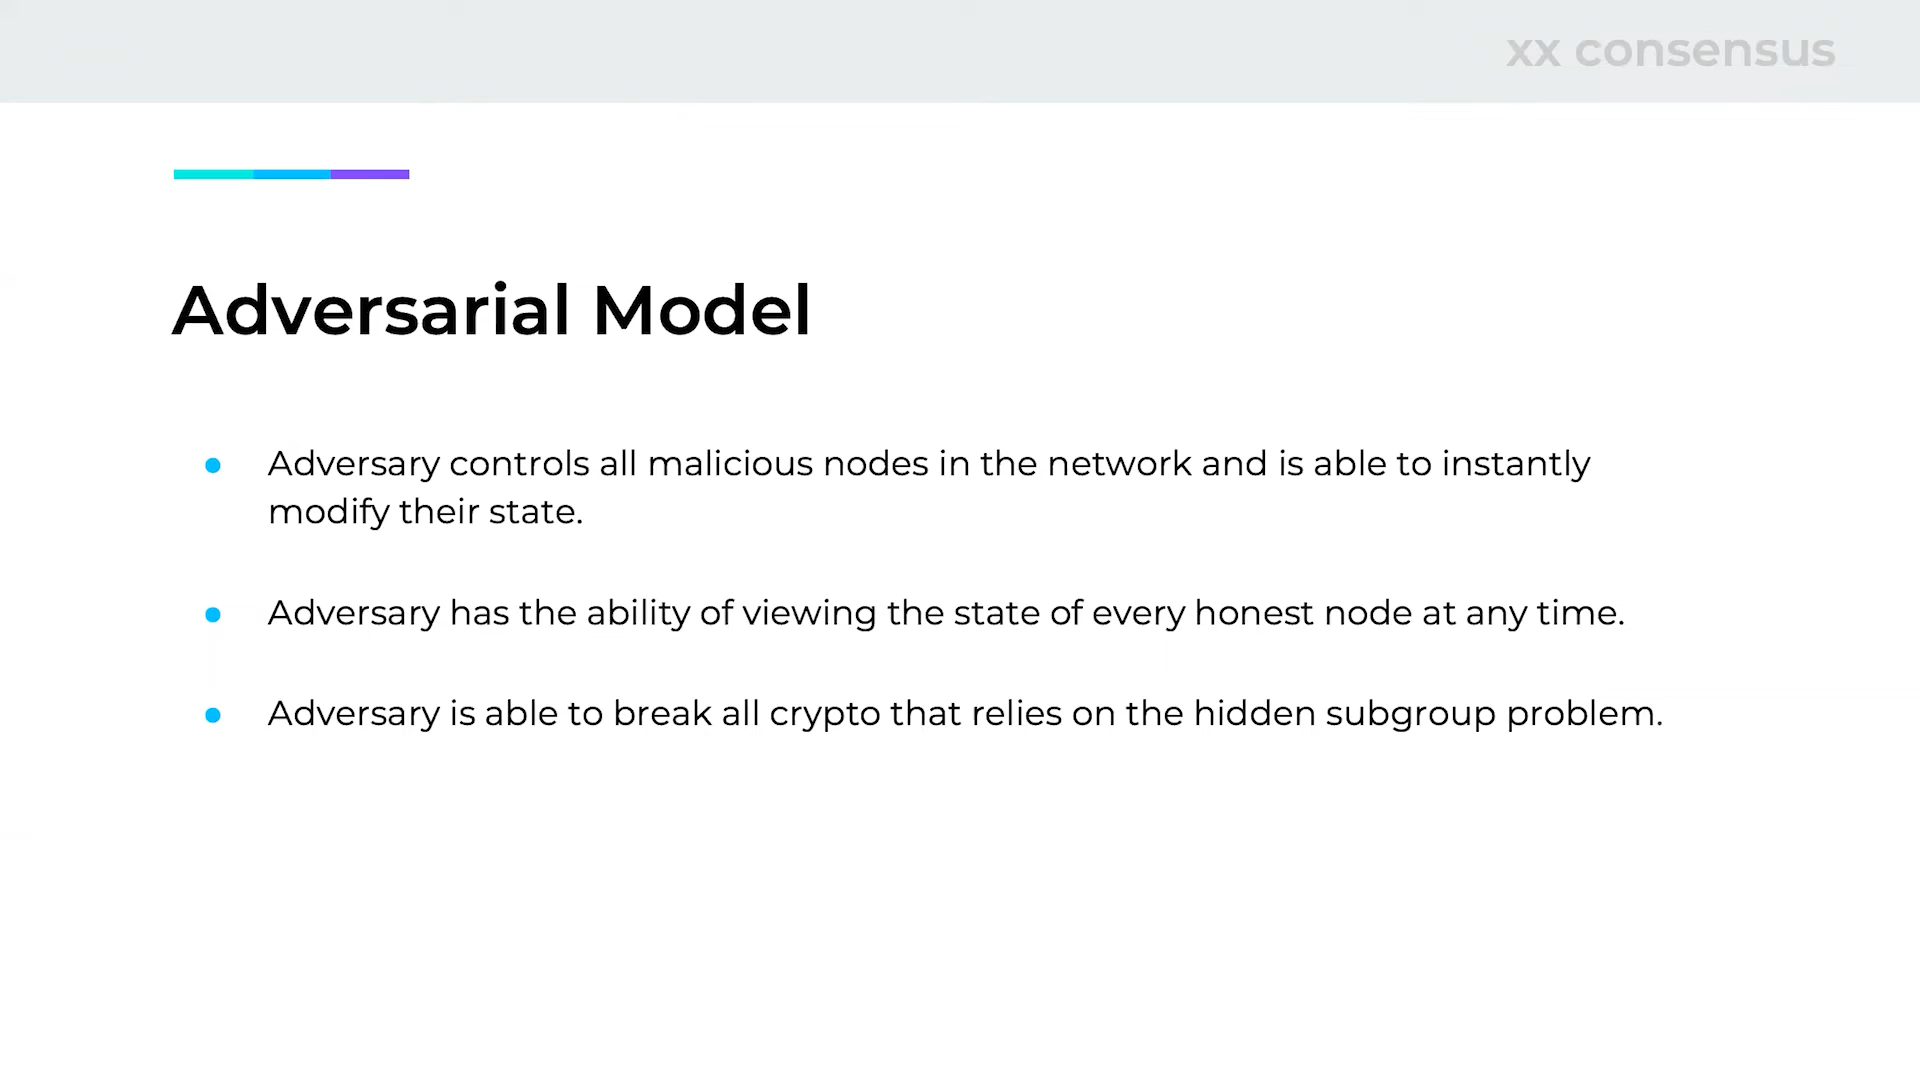 xx consensus
Adversarial Model
● Adversary controls all malicious nodes in the network and is able to instantly
modify their state.
● Adversary has the ability of viewing the state of every honest node at any time.
● Adversary is able to break all crypto that relies on the hidden subgroup problem.